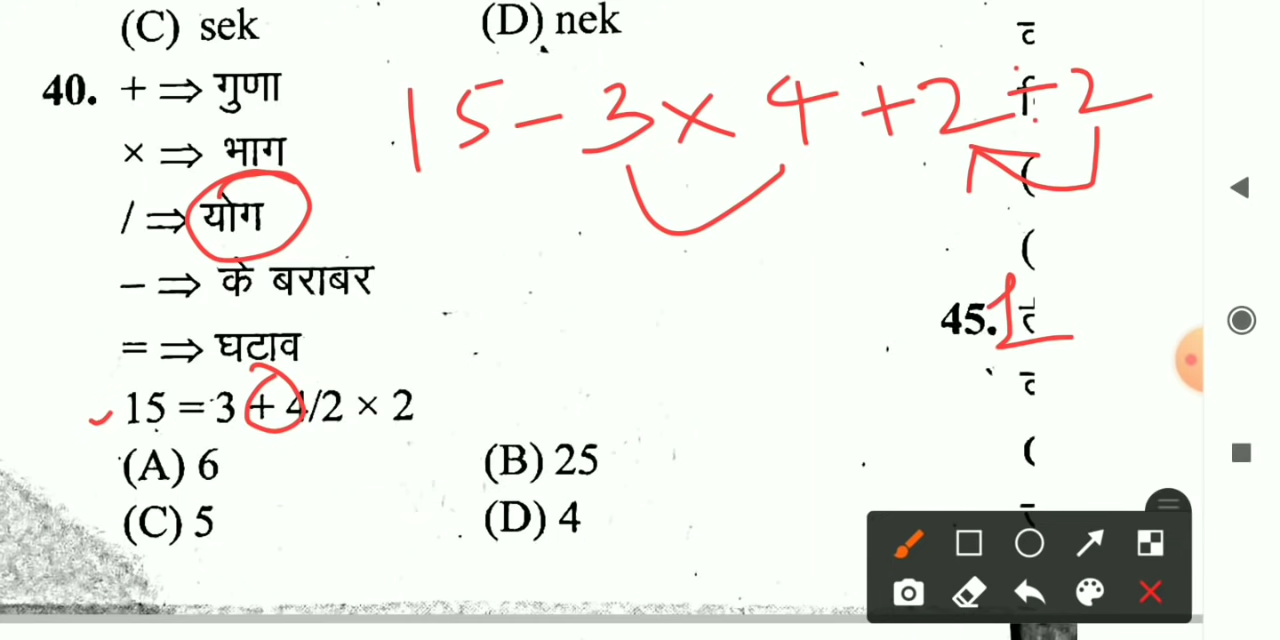 (C) sek (D) nek
40. + ⇒ गुणा
15 - 3 × 4 + 2 ÷ 2
× ⇒ भाग
/ ⇒ योग
– ⇒ के बराबर
= ⇒ घटाव
45.
1
15 = 3 + 4/2 × 2
(A) 6 (B) 25
(C) 5 (D) 4